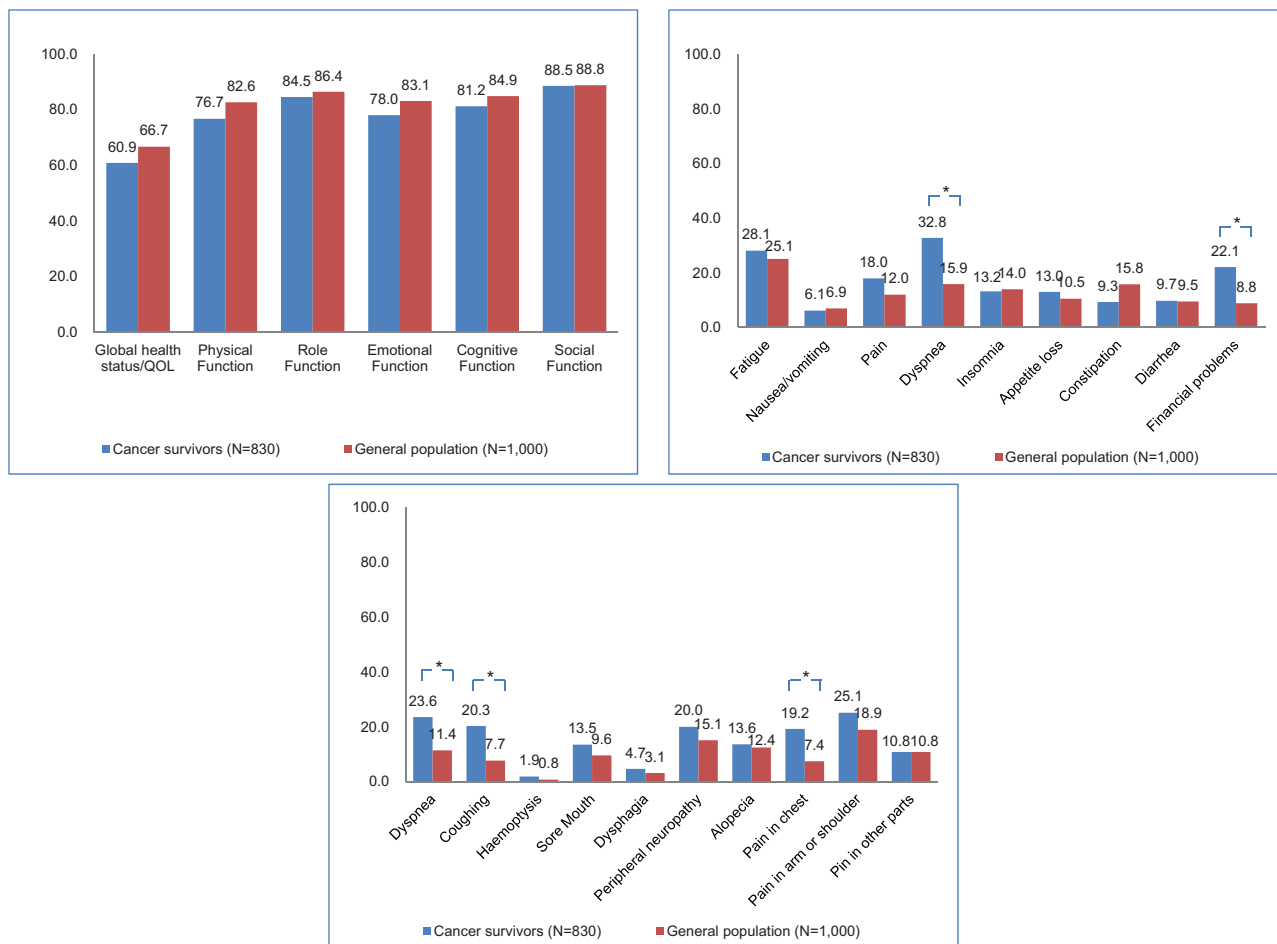 100.0
80.0
60.0
40.0
20.0
0.0
60.9 66.7
76.7 82.6
84.5 86.4
78.0 83.1
81.2 84.9
88.5 88.8
Global health status/QOL
Physical Function
Role Function
Emotional Function
Cognitive Function
Social Function
Cancer survivors (N=830) General population (N=1,000)
100.0
80.0
60.0
40.0
20.0
0.0
28.1 25.1
6.1 6.9
18.0 12.0
*
32.8 15.9
13.2 14.0
13.0 10.5
9.3 15.8
9.7 9.5
*
22.1 8.8
Fatigue
Nausea/vomiting
Pain
Dyspnea
Insomnia
Appetite loss
Constipation
Diarrhea
Financial problems
Cancer survivors (N=830) General population (N=1,000)
100.0
80.0
60.0
40.0
20.0
0.0
*
23.6 11.4
*
20.3 7.7
1.9 0.8
13.5 9.6
4.7 3.1
20.0 15.1
13.6 12.4
*
19.2 7.4
25.1 18.9
10.8 10.8
Dyspnea
Coughing
Haemoptysis
Sore Mouth
Dysphagia
Peripheral neuropathy
Alopecia
Pain in chest
Pain in arm or shoulder
Pin in other parts
Cancer survivors (N=830) General population (N=1,000)